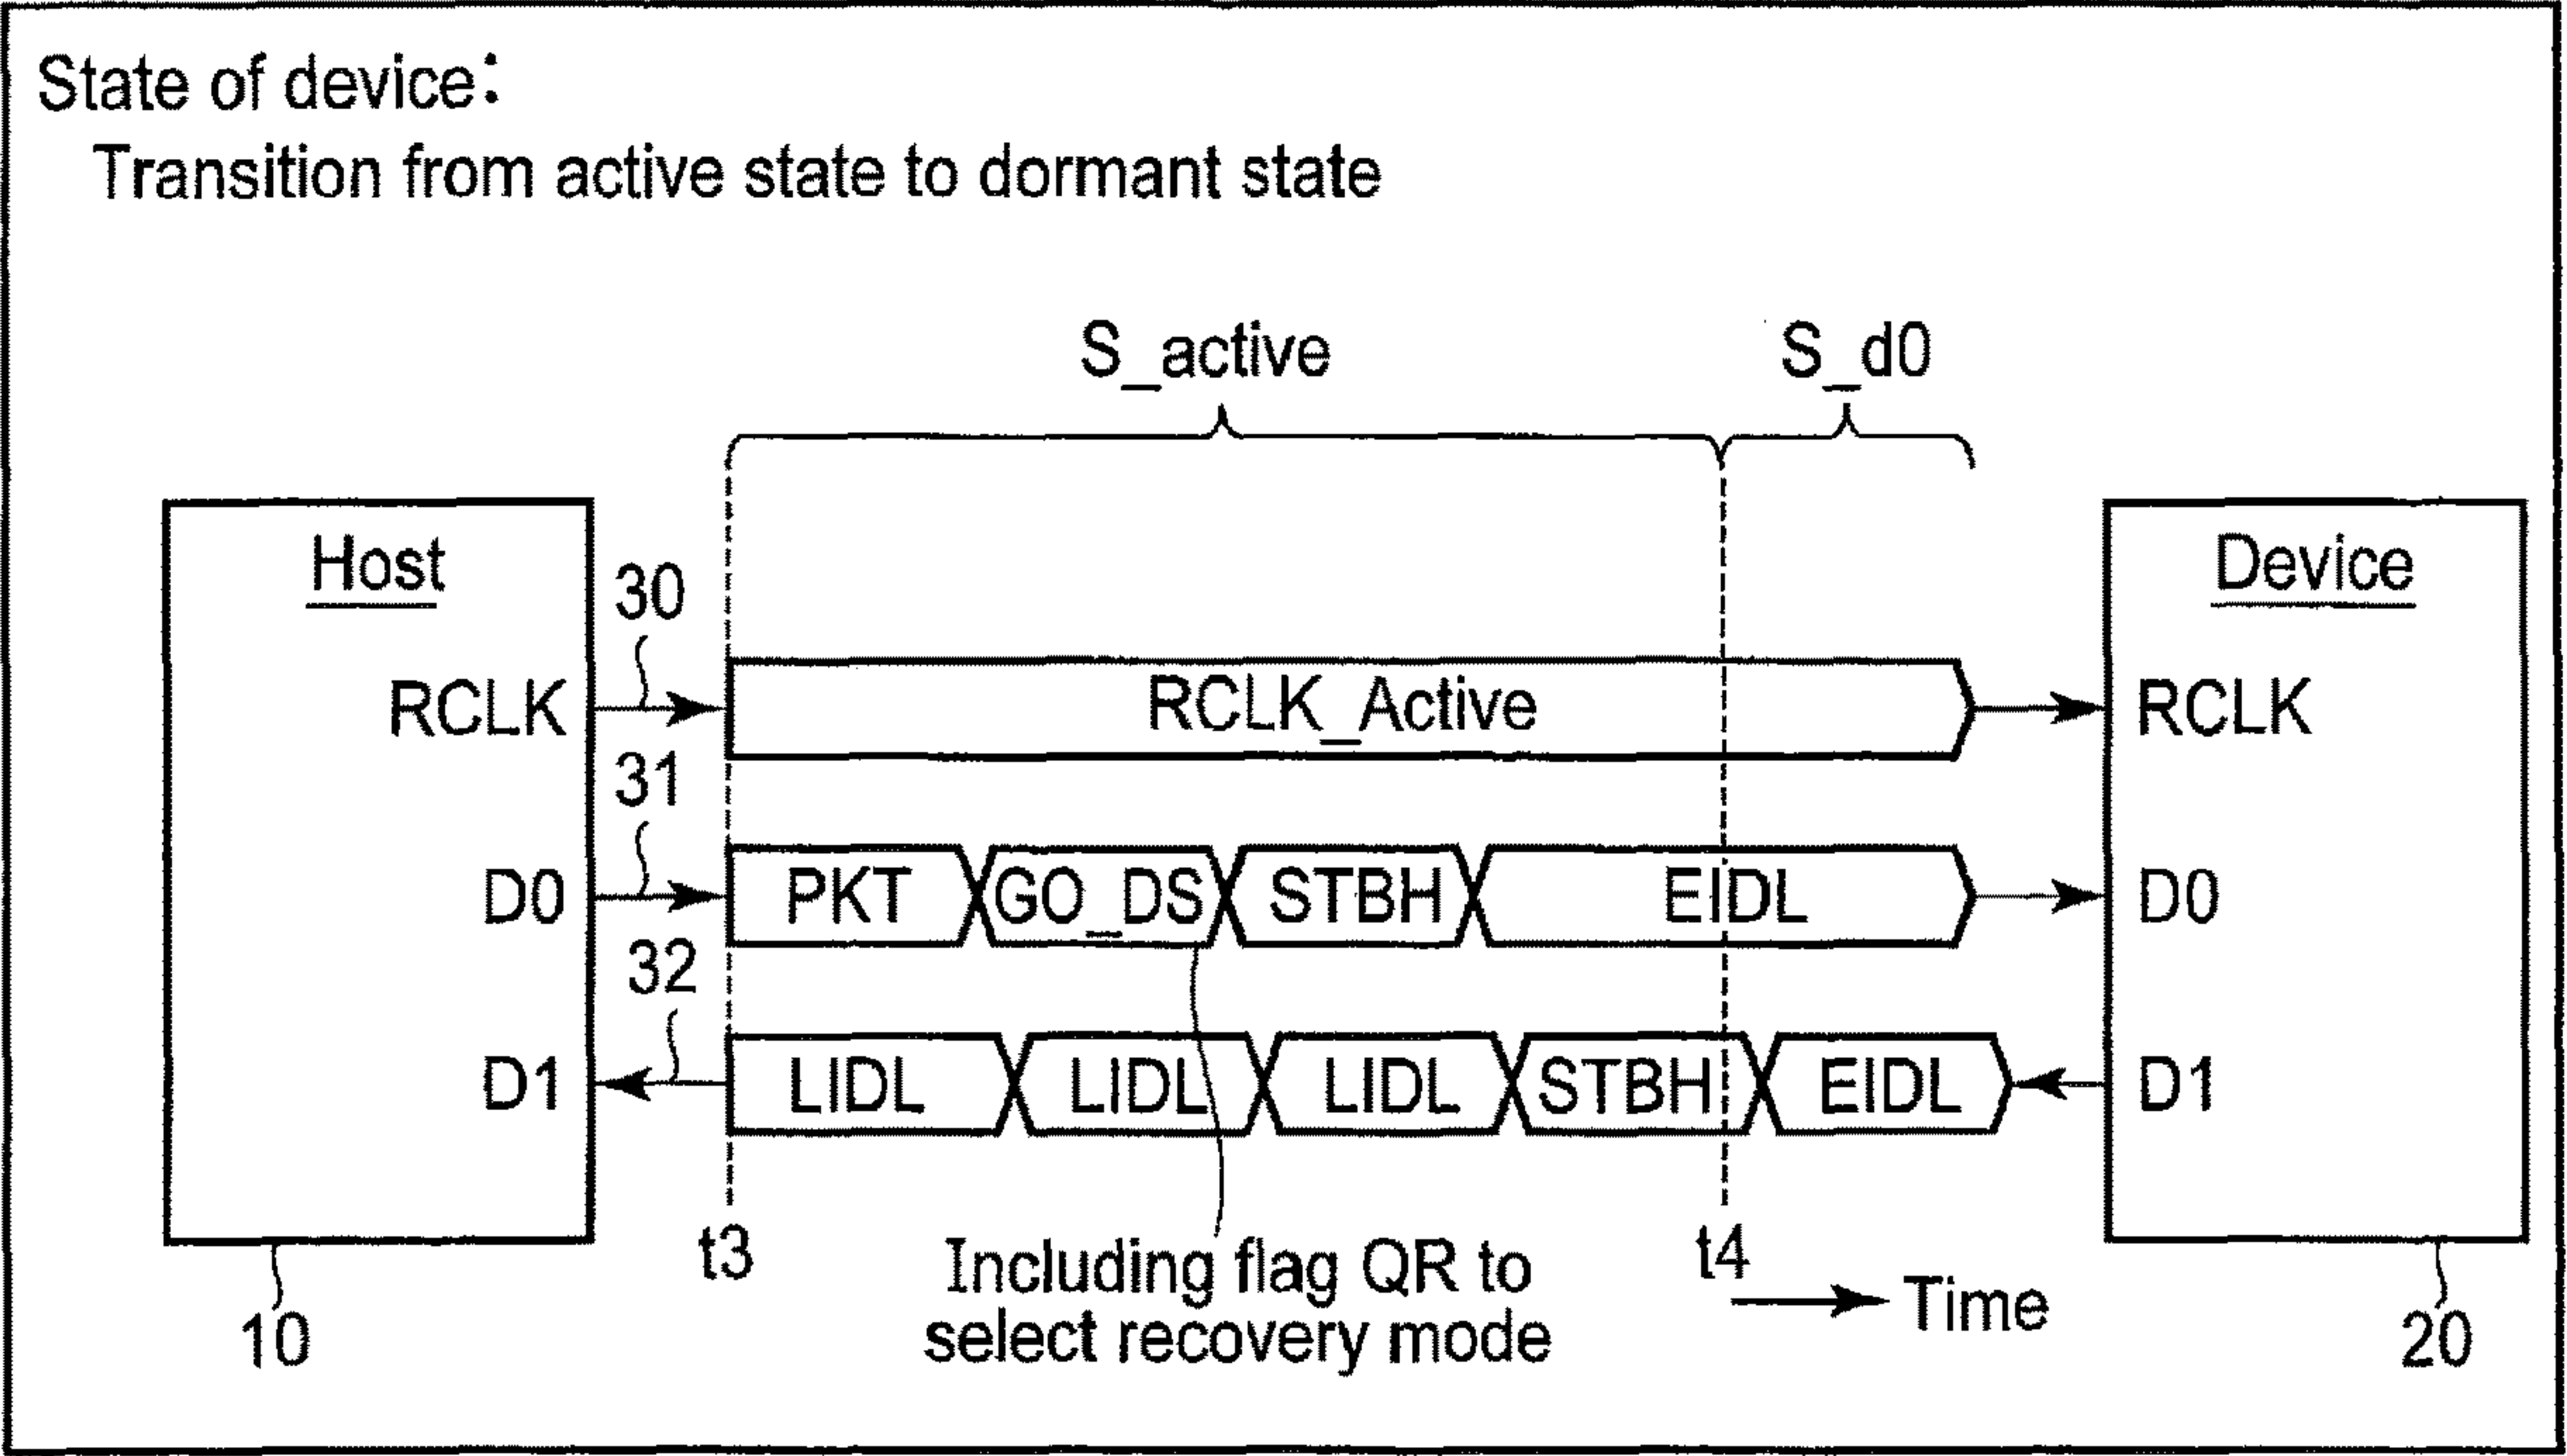 State of device:
Transition from active state to dormant state
S_active
S_d0
Host
Device
30
RCLK
RCLK_Active
RCLK
31
D0
PKT
GO_DS
STBH
EIDL
D0
32
D1
LIDL
LIDL
LIDL
STBH
EIDL
D1
t3
t4
Including flag QR to
select recovery mode
Time
10
20